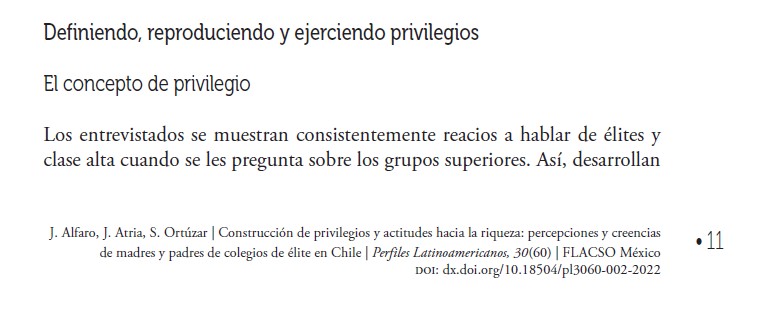 Definiendo, reproduciendo y ejerciendo privilegios
El concepto de privilegio
Los entrevistados se muestran consistentemente reacios a hablar de élites y
clase alta cuando se les pregunta sobre los grupos superiores. Así, desarrollan
J. Alfaro, J. Atria, S. Ortúzar | Construcción de privilegios y actitudes hacia la riqueza: percepciones y creencias
de madres y padres de colegios de élite en Chile | Perfiles Latinoamericanos, 30(60) | FLACSO México
DOI: dx.doi.org/10.18504/pl3060-002-2022
• 11